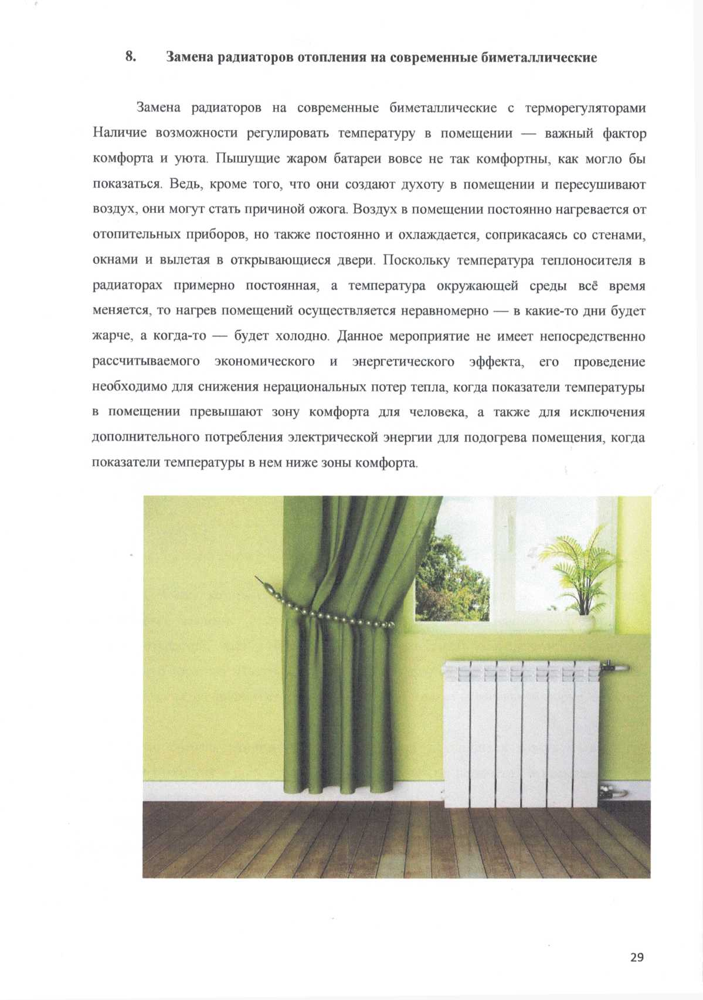 8. Замена радиаторов отопления на современные биметаллические
Замена радиаторов на современные биметаллические с терморегуляторами
Наличие возможности регулировать температуру в помещении — важный фактор
комфорта и уюта. Пышущие жаром батареи вовсе не так комфортны, как могло бы
показаться. Ведь, кроме того, что они создают духоту в помещении и пересушивают
воздух, они могут стать причиной ожога. Воздух в помещении постоянно нагревается от
отопительных приборов, но также постоянно и охлаждается, соприкасаясь со стенами,
окнами и вылетая в открывающиеся двери. Поскольку температура теплоносителя в
радиаторах примерно постоянная, а температура окружающей среды всё время
меняется, то нагрев помещений осуществляется неравномерно — в какие-то дни будет
жарче, а когда-то — будет холодно. Данное мероприятие не имеет непосредственно
рассчитываемого экономического и энергетического эффекта, его проведение
необходимо для снижения нерациональных потер тепла, когда показатели температуры
в помещении превышают зону комфорта для человека, а также для исключения
дополнительного потребления электрической энергии для подогрева помещения, когда
показатели температуры в нем ниже зоны комфорта.
29